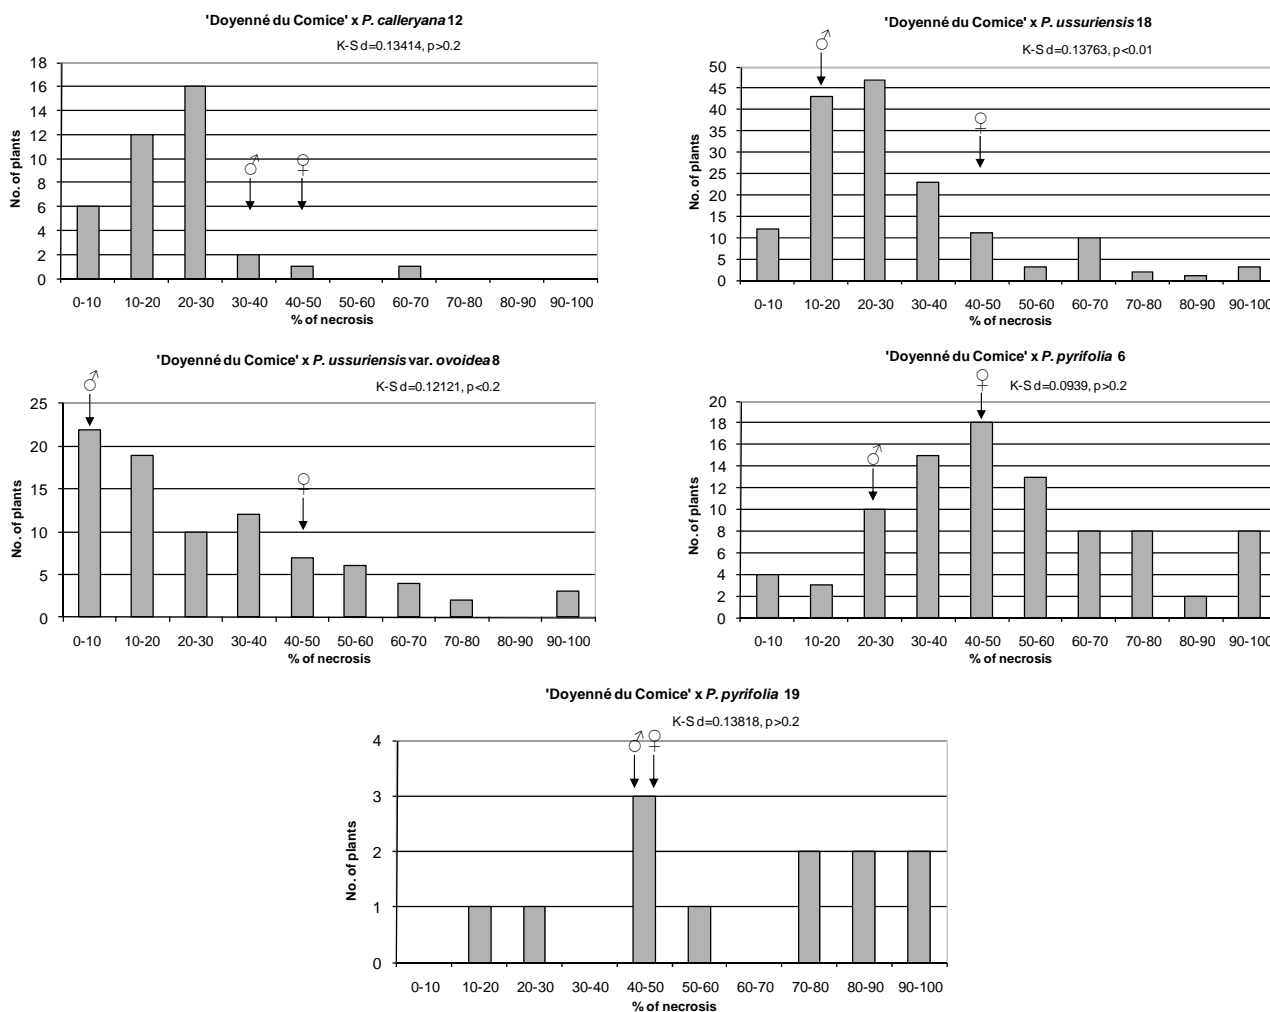 'Doyenné du Comice' x P. calleryana 12
K-S d=0.13414, p>0.2
No. of plants
18
16
14
12
10
8
6
4
2
0
♂ ♀
0-10 10-20 20-30 30-40 40-50 50-60 60-70 70-80 80-90 90-100
% of necrosis
'Doyenné du Comice' x P. ussuriensis 18
K-S d=0.13763, p<0.01
No. of plants
50
45
40
35
30
25
20
15
10
5
0
♂ ♀
0-10 10-20 20-30 30-40 40-50 50-60 60-70 70-80 80-90 90-100
% of necrosis
'Doyenné du Comice' x P. ussuriensis var. ovoidea 8
K-S d=0.12121, p<0.2
No. of plants
25
20
15
10
5
0
♂ ♀
0-10 10-20 20-30 30-40 40-50 50-60 60-70 70-80 80-90 90-100
% of necrosis
'Doyenné du Comice' x P. pyrifolia 6
K-S d=0.0939, p>0.2
No. of plants
20
18
16
14
12
10
8
6
4
2
0
♂ ♀
0-10 10-20 20-30 30-40 40-50 50-60 60-70 70-80 80-90 90-100
% of necrosis
'Doyenné du Comice' x P. pyrifolia 19
K-S d=0.13818, p>0.2
No. of plants
4
3
2
1
0
♂ ♀
0-10 10-20 20-30 30-40 40-50 50-60 60-70 70-80 80-90 90-100
% of necrosis